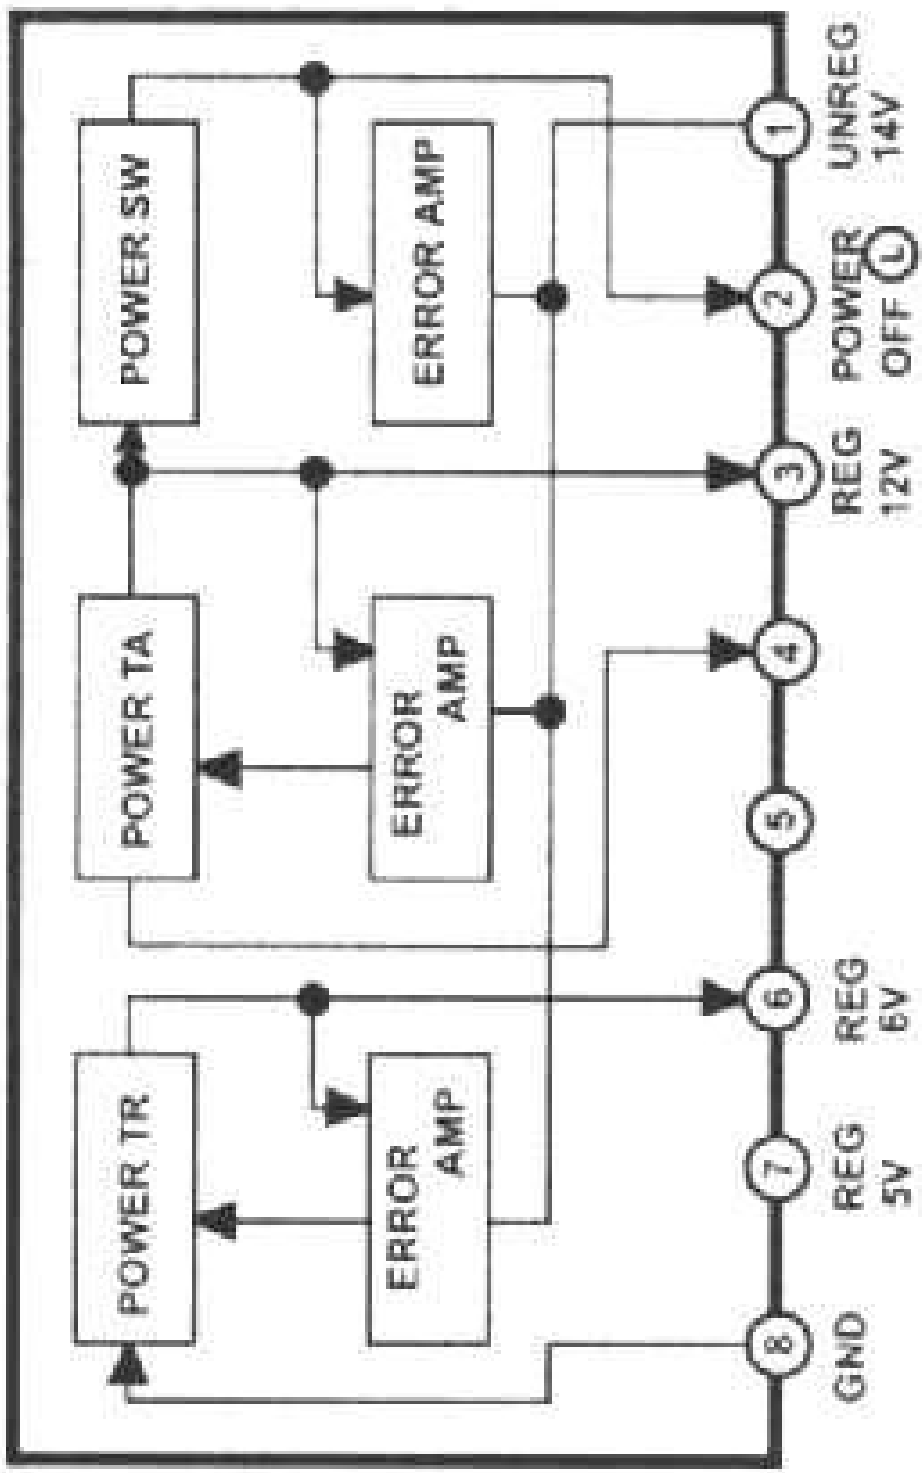 POWER TR
POWER TA
POWER SW
ERROR
AMP
ERROR
AMP
ERROR AMP
8 7 6 5 4 3 2 1
GND
REG
5V
REG
6V
REG
12V
POWER
OFF L
UNREG
14V